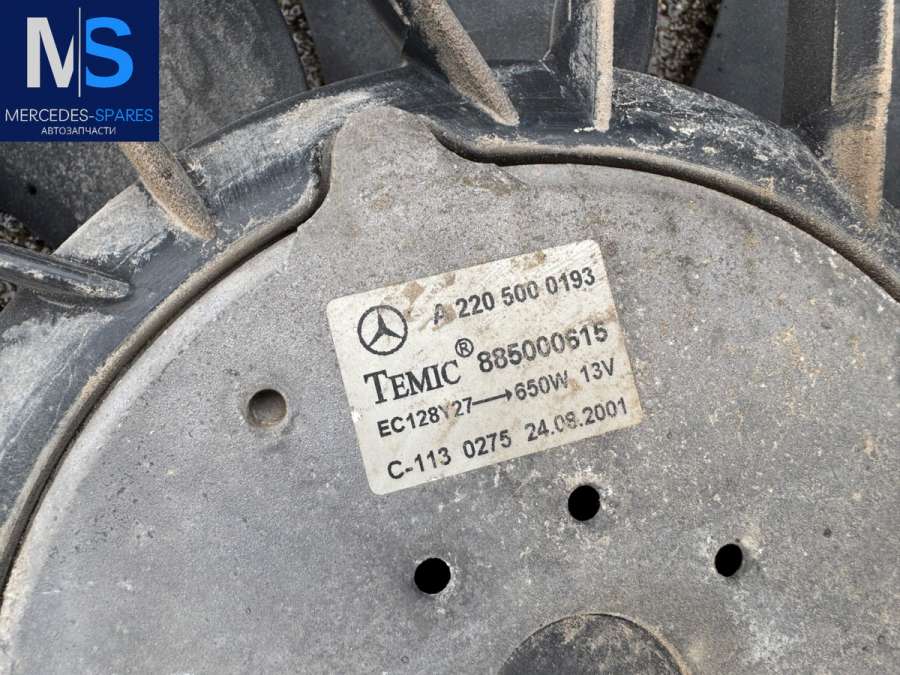 MS
MERCEDES-SPARES
АВТОЗАПЧАСТИ
A 220 500 0193
TEMIC® 885000615
EC128Y27→650W 13V
C-113 0275 24.08.2001